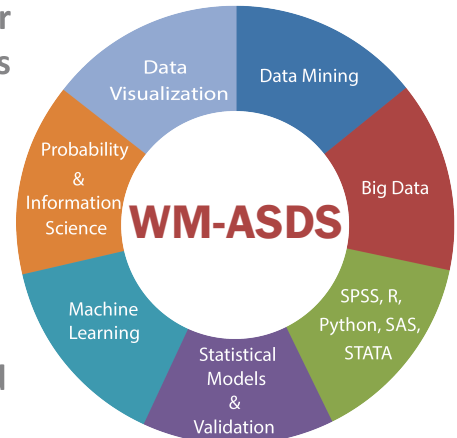 r
s
Data
Visualization
Data Mining
Probability
&
Information
Science
Big Data
WM-ASDS
Machine
Learning
SPSS, R,
Python, SAS,
STATA
Statistical
Models
&
Validation